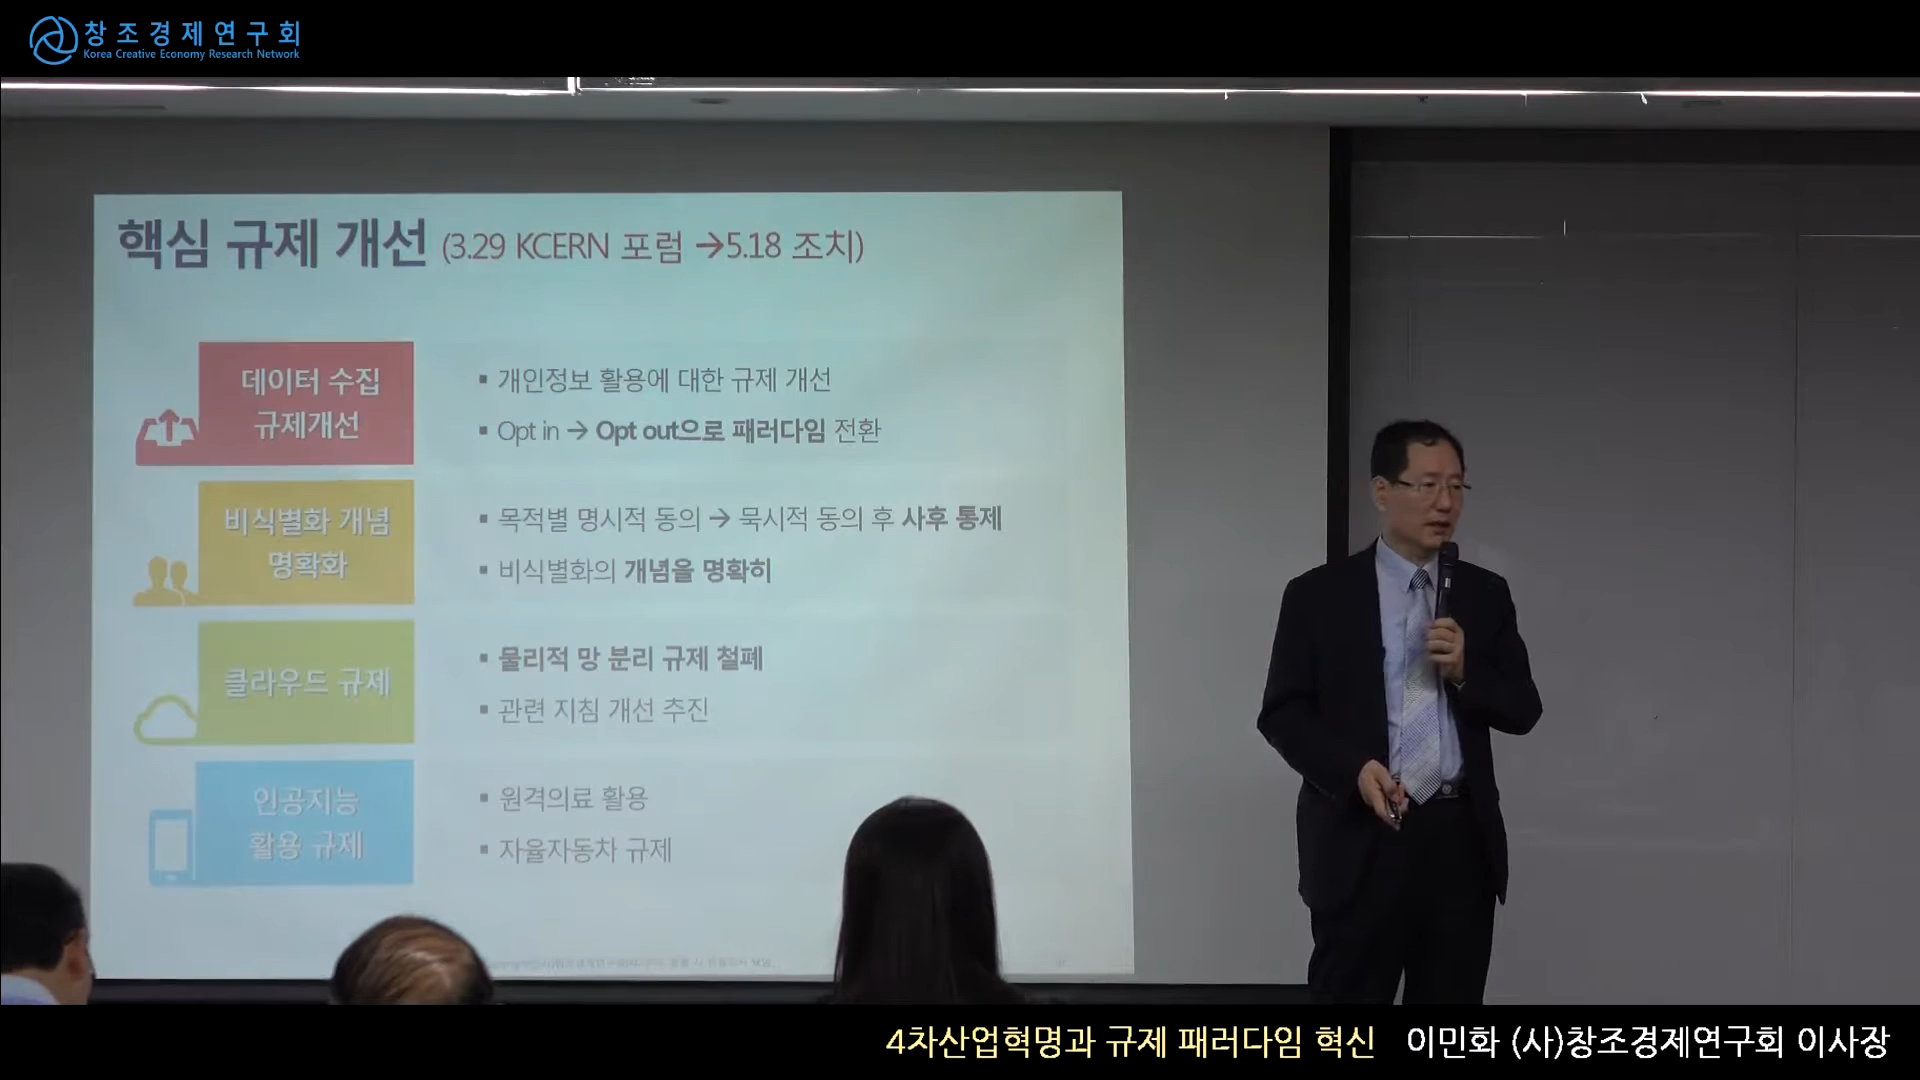 창조경제연구회
Korea Creative Economy Research Network
핵심 규제 개선 (3.29 KCERN 포럼 →5.18 조치)
데이터 수집
규제개선
▪ 개인정보 활용에 대한 규제 개선
▪ Opt in → Opt out으로 패러다임 전환
비식별화 개념
명확화
▪ 목적별 명시적 동의 → 묵시적 동의 후 사후 통제
▪ 비식별화의 개념을 명확히
클라우드 규제
▪ 물리적 망 분리 규제 철폐
▪ 관련 지침 개선 추진
인공지능
활용 규제
▪ 원격의료 활용
▪ 자율자동차 규제
4차산업혁명과 규제 패러다임 혁신 이민화 (사)창조경제연구회 이사장